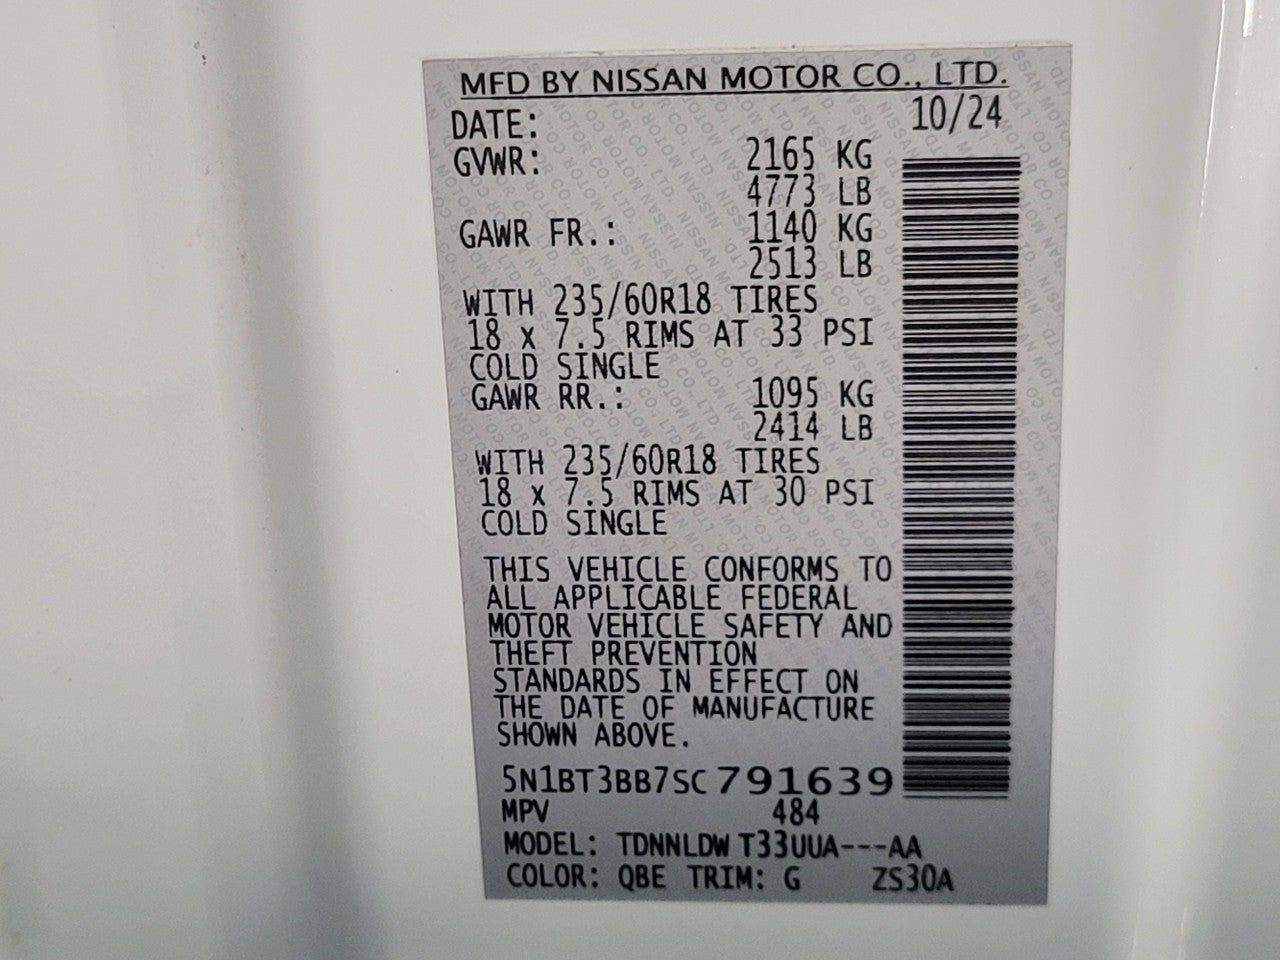 MFD BY NISSAN MOTOR CO., LTD.
DATE: 10/24
GVWR: 2165 KG
4773 LB
GAWR FR.: 1140 KG
2513 LB
WITH 235/60R18 TIRES
18 x 7.5 RIMS AT 33 PSI
COLD SINGLE
GAWR RR.: 1095 KG
2414 LB
WITH 235/60R18 TIRES
18 x 7.5 RIMS AT 30 PSI
COLD SINGLE
THIS VEHICLE CONFORMS TO
ALL APPLICABLE FEDERAL
MOTOR VEHICLE SAFETY AND
THEFT PREVENTION
STANDARDS IN EFFECT ON
THE DATE OF MANUFACTURE
SHOWN ABOVE.
5N1BT3BB7SC791639
MPV 484
MODEL: TDNNLDW T33UUA---AA
COLOR: QBE TRIM: G ZS30A